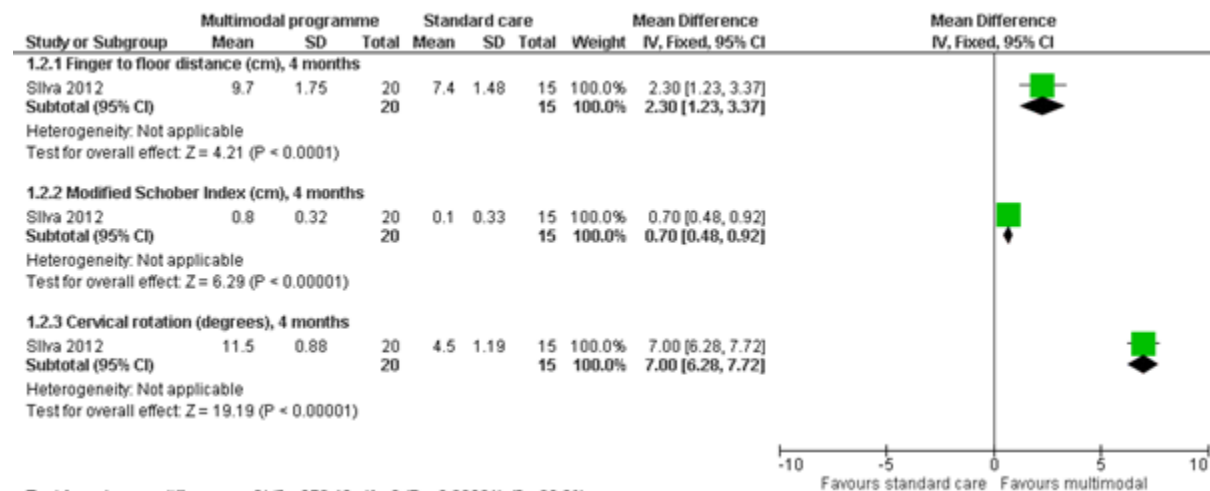 Multimodal programme Standard care Mean Difference Mean Difference
Study or Subgroup Mean SD Total Mean SD Total Weight IV, Fixed, 95% CI IV, Fixed, 95% CI
1.2.1 Finger to floor distance (cm), 4 months
Silva 2012 9.7 1.75 20 7.4 1.48 15 100.0% 2.30 [1.23, 3.37]
Subtotal (95% CI) 20 15 100.0% 2.30 [1.23, 3.37]
Heterogeneity: Not applicable
Test for overall effect: Z = 4.21 (P < 0.0001)
1.2.2 Modified Schober Index (cm), 4 months
Silva 2012 0.8 0.32 20 0.1 0.33 15 100.0% 0.70 [0.48, 0.92]
Subtotal (95% CI) 20 15 100.0% 0.70 [0.48, 0.92]
Heterogeneity: Not applicable
Test for overall effect: Z = 6.29 (P < 0.00001)
1.2.3 Cervical rotation (degrees), 4 months
Silva 2012 11.5 0.88 20 4.5 1.19 15 100.0% 7.00 [6.28, 7.72]
Subtotal (95% CI) 20 15 100.0% 7.00 [6.28, 7.72]
Heterogeneity: Not applicable
Test for overall effect: Z = 19.19 (P < 0.00001)
-10 -5 0 5 10
Favours standard care Favours multimodal